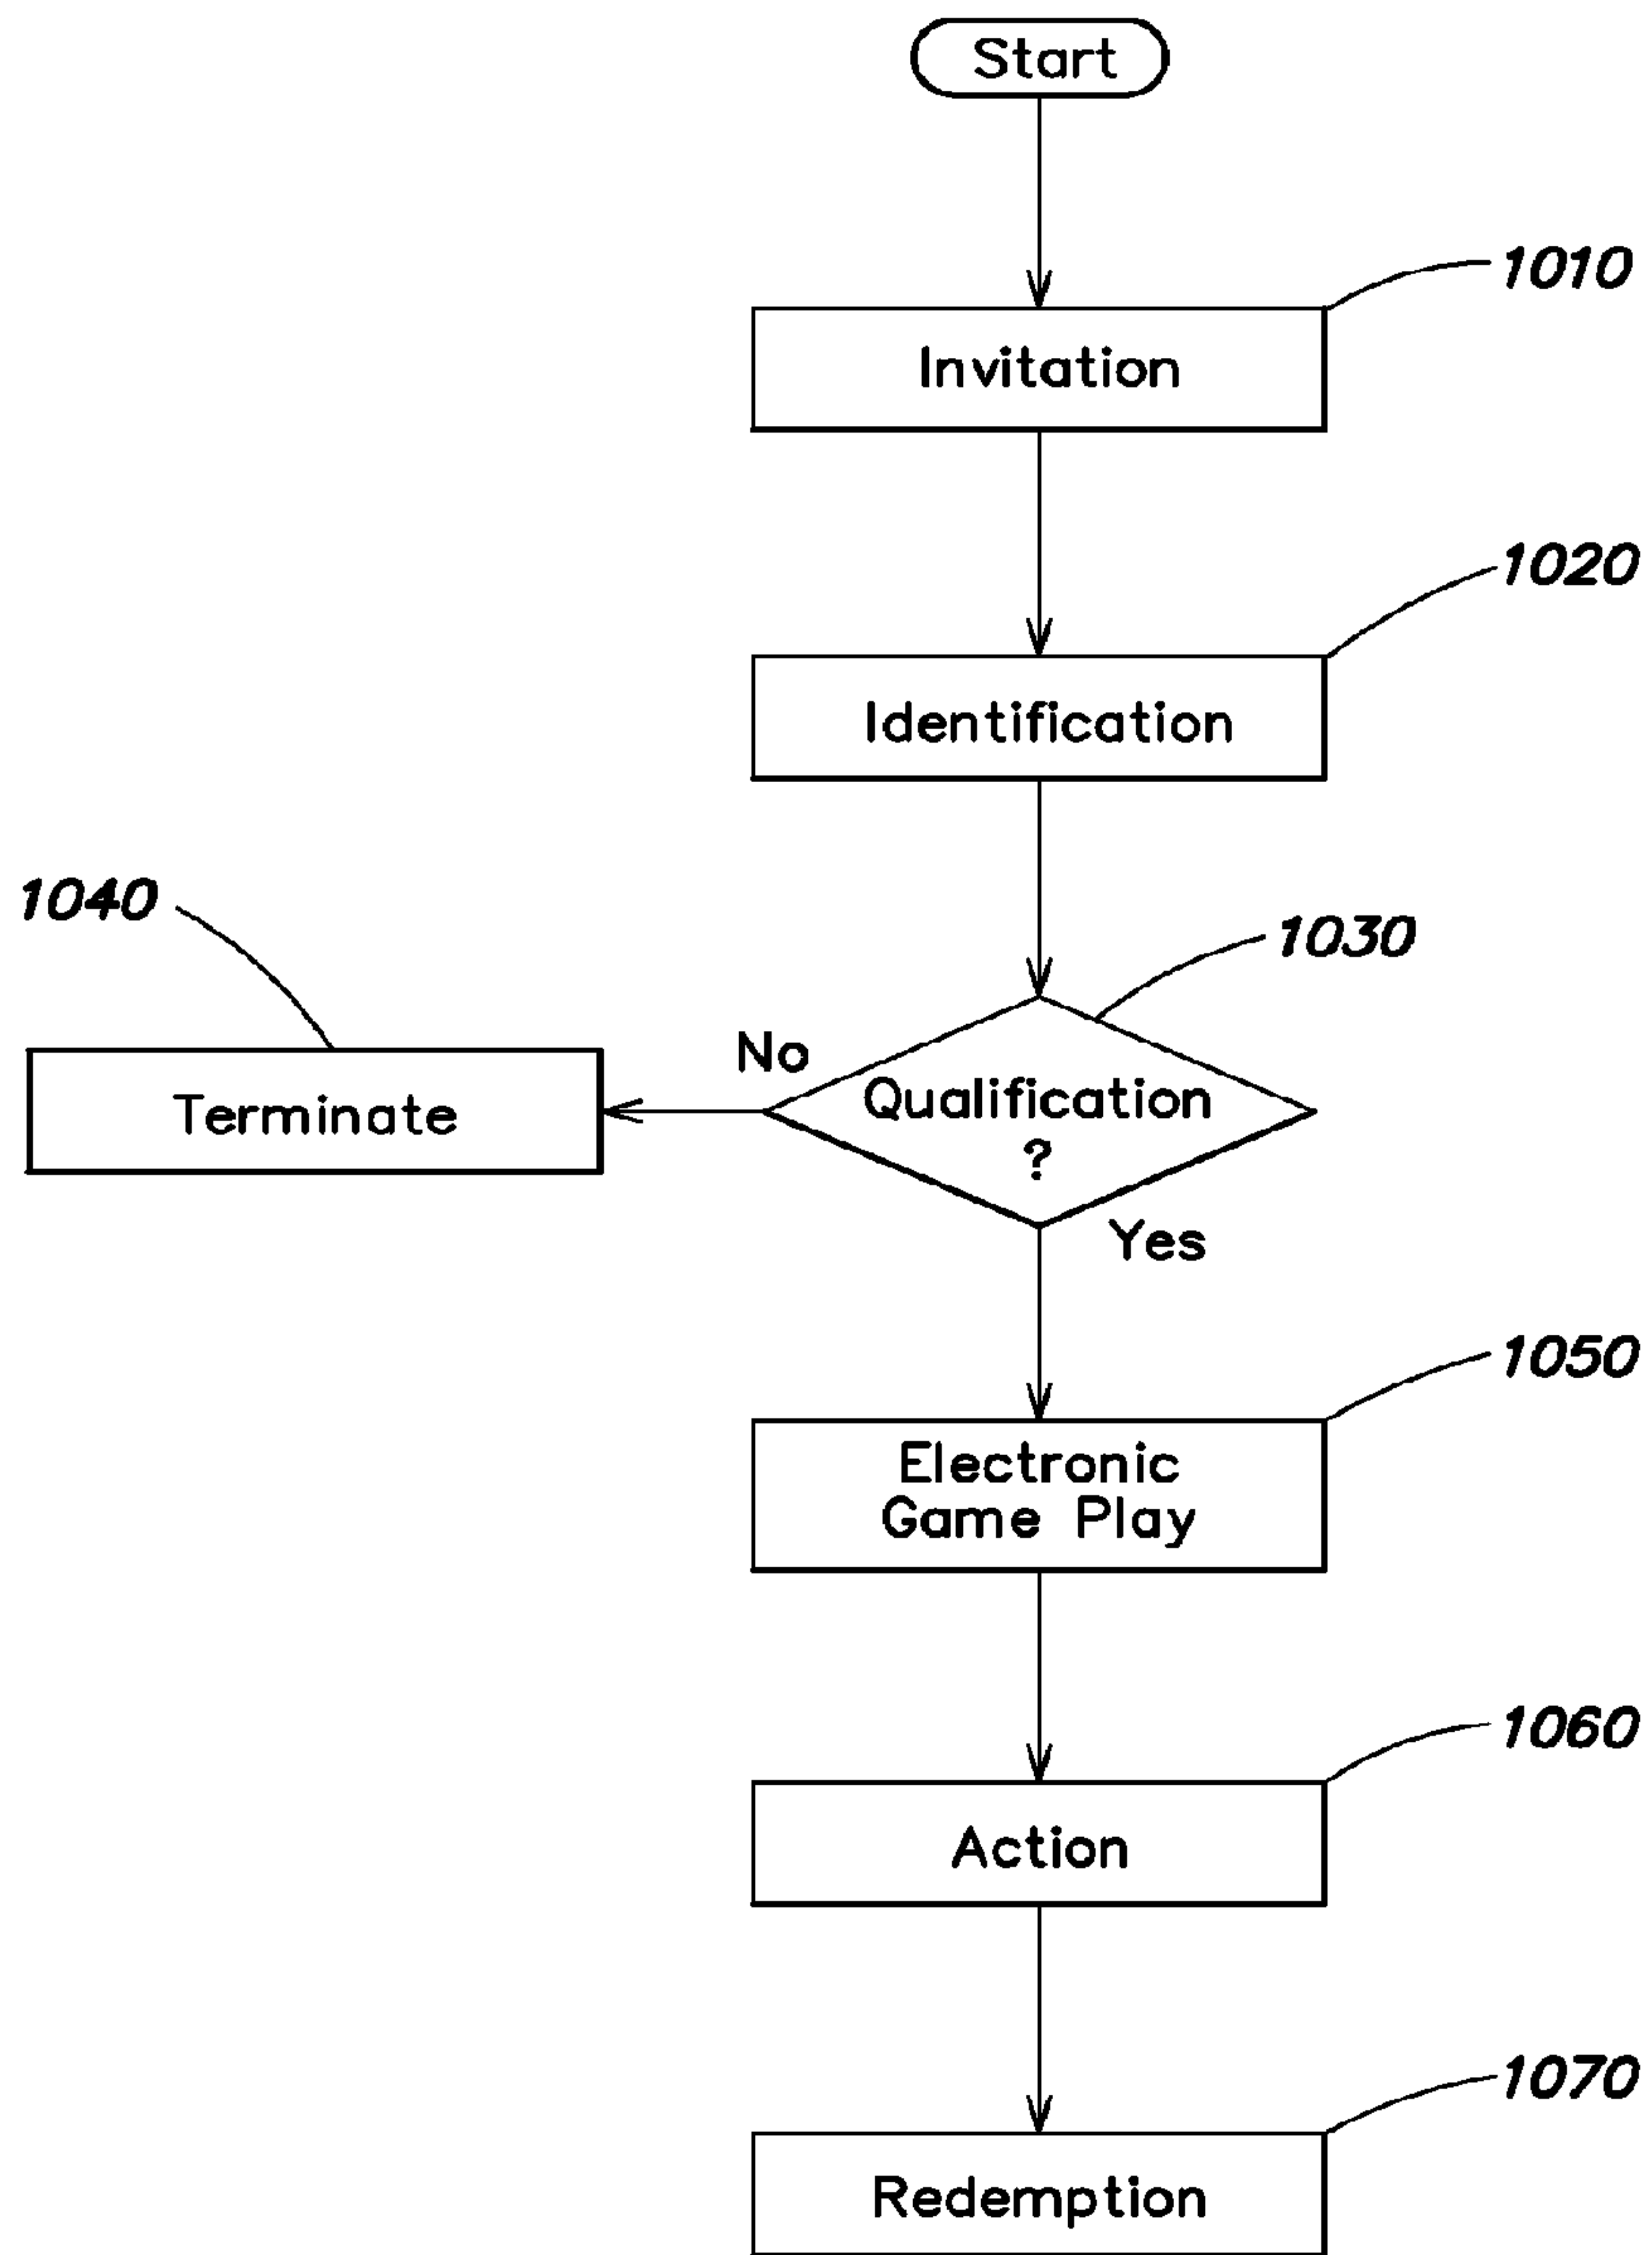 Start
1010
Invitation
1020
Identification
1040
1030
No
Qualification
?
Terminate
Yes
1050
Electronic
Game Play
1060
Action
1070
Redemption